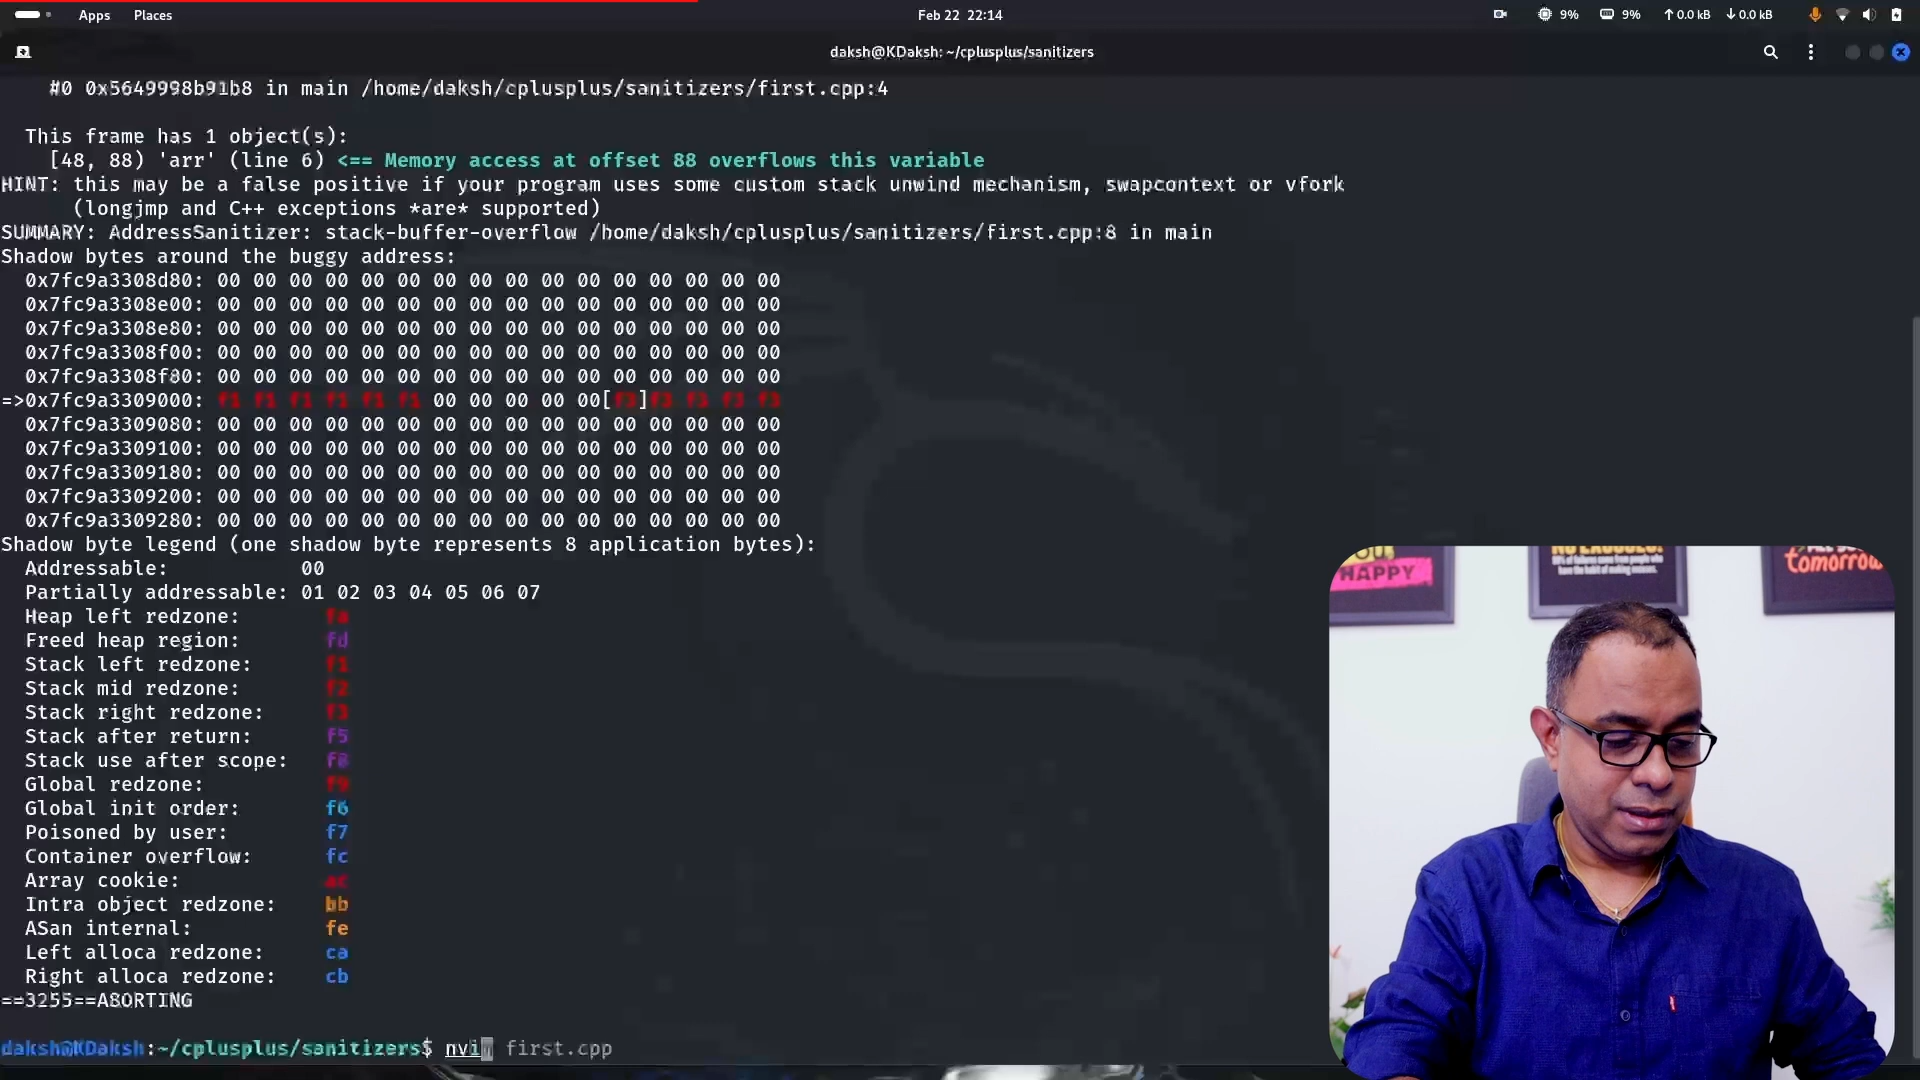 Apps Places Feb 22 22:14 9% 9% ↑0.0 kB ↓0.0 kB
daksh@KDaksh: ~/cplusplus/sanitizers
#0 0x5649998b91b8 in main /home/daksh/cplusplus/sanitizers/first.cpp:4
This frame has 1 object(s):
[48, 88) 'arr' (line 6) <== Memory access at offset 88 overflows this variable
HINT: this may be a false positive if your program uses some custom stack unwind mechanism, swapcontext or vfork
(longjmp and C++ exceptions *are* supported)
SUMMARY: AddressSanitizer: stack-buffer-overflow /home/daksh/cplusplus/sanitizers/first.cpp:8 in main
Shadow bytes around the buggy address:
0x7fc9a3308d80: 00 00 00 00 00 00 00 00 00 00 00 00 00 00 00 00
0x7fc9a3308e00: 00 00 00 00 00 00 00 00 00 00 00 00 00 00 00 00
0x7fc9a3308e80: 00 00 00 00 00 00 00 00 00 00 00 00 00 00 00 00
0x7fc9a3308f00: 00 00 00 00 00 00 00 00 00 00 00 00 00 00 00 00
0x7fc9a3308f80: 00 00 00 00 00 00 00 00 00 00 00 00 00 00 00 00
=>0x7fc9a3309000: f1 f1 f1 f1 f1 f1 00 00 00 00 00[f3]f3 f3 f3 f3
0x7fc9a3309080: 00 00 00 00 00 00 00 00 00 00 00 00 00 00 00 00
0x7fc9a3309100: 00 00 00 00 00 00 00 00 00 00 00 00 00 00 00 00
0x7fc9a3309180: 00 00 00 00 00 00 00 00 00 00 00 00 00 00 00 00
0x7fc9a3309200: 00 00 00 00 00 00 00 00 00 00 00 00 00 00 00 00
0x7fc9a3309280: 00 00 00 00 00 00 00 00 00 00 00 00 00 00 00 00
Shadow byte legend (one shadow byte represents 8 application bytes):
Addressable: 00
Partially addressable: 01 02 03 04 05 06 07
Heap left redzone: fa
Freed heap region: fd
Stack left redzone: f1
Stack mid redzone: f2
Stack right redzone: f3
Stack after return: f5
Stack use after scope: f8
Global redzone: f9
Global init order: f6
Poisoned by user: f7
Container overflow: fc
Array cookie: ac
Intra object redzone: bb
ASan internal: fe
Left alloca redzone: ca
Right alloca redzone: cb
==3255==ABORTING
daksh@KDaksh:~/cplusplus/sanitizers$ nvim first.cpp
YOU,
HAPPY
NO EXCUSES!
tomorrow